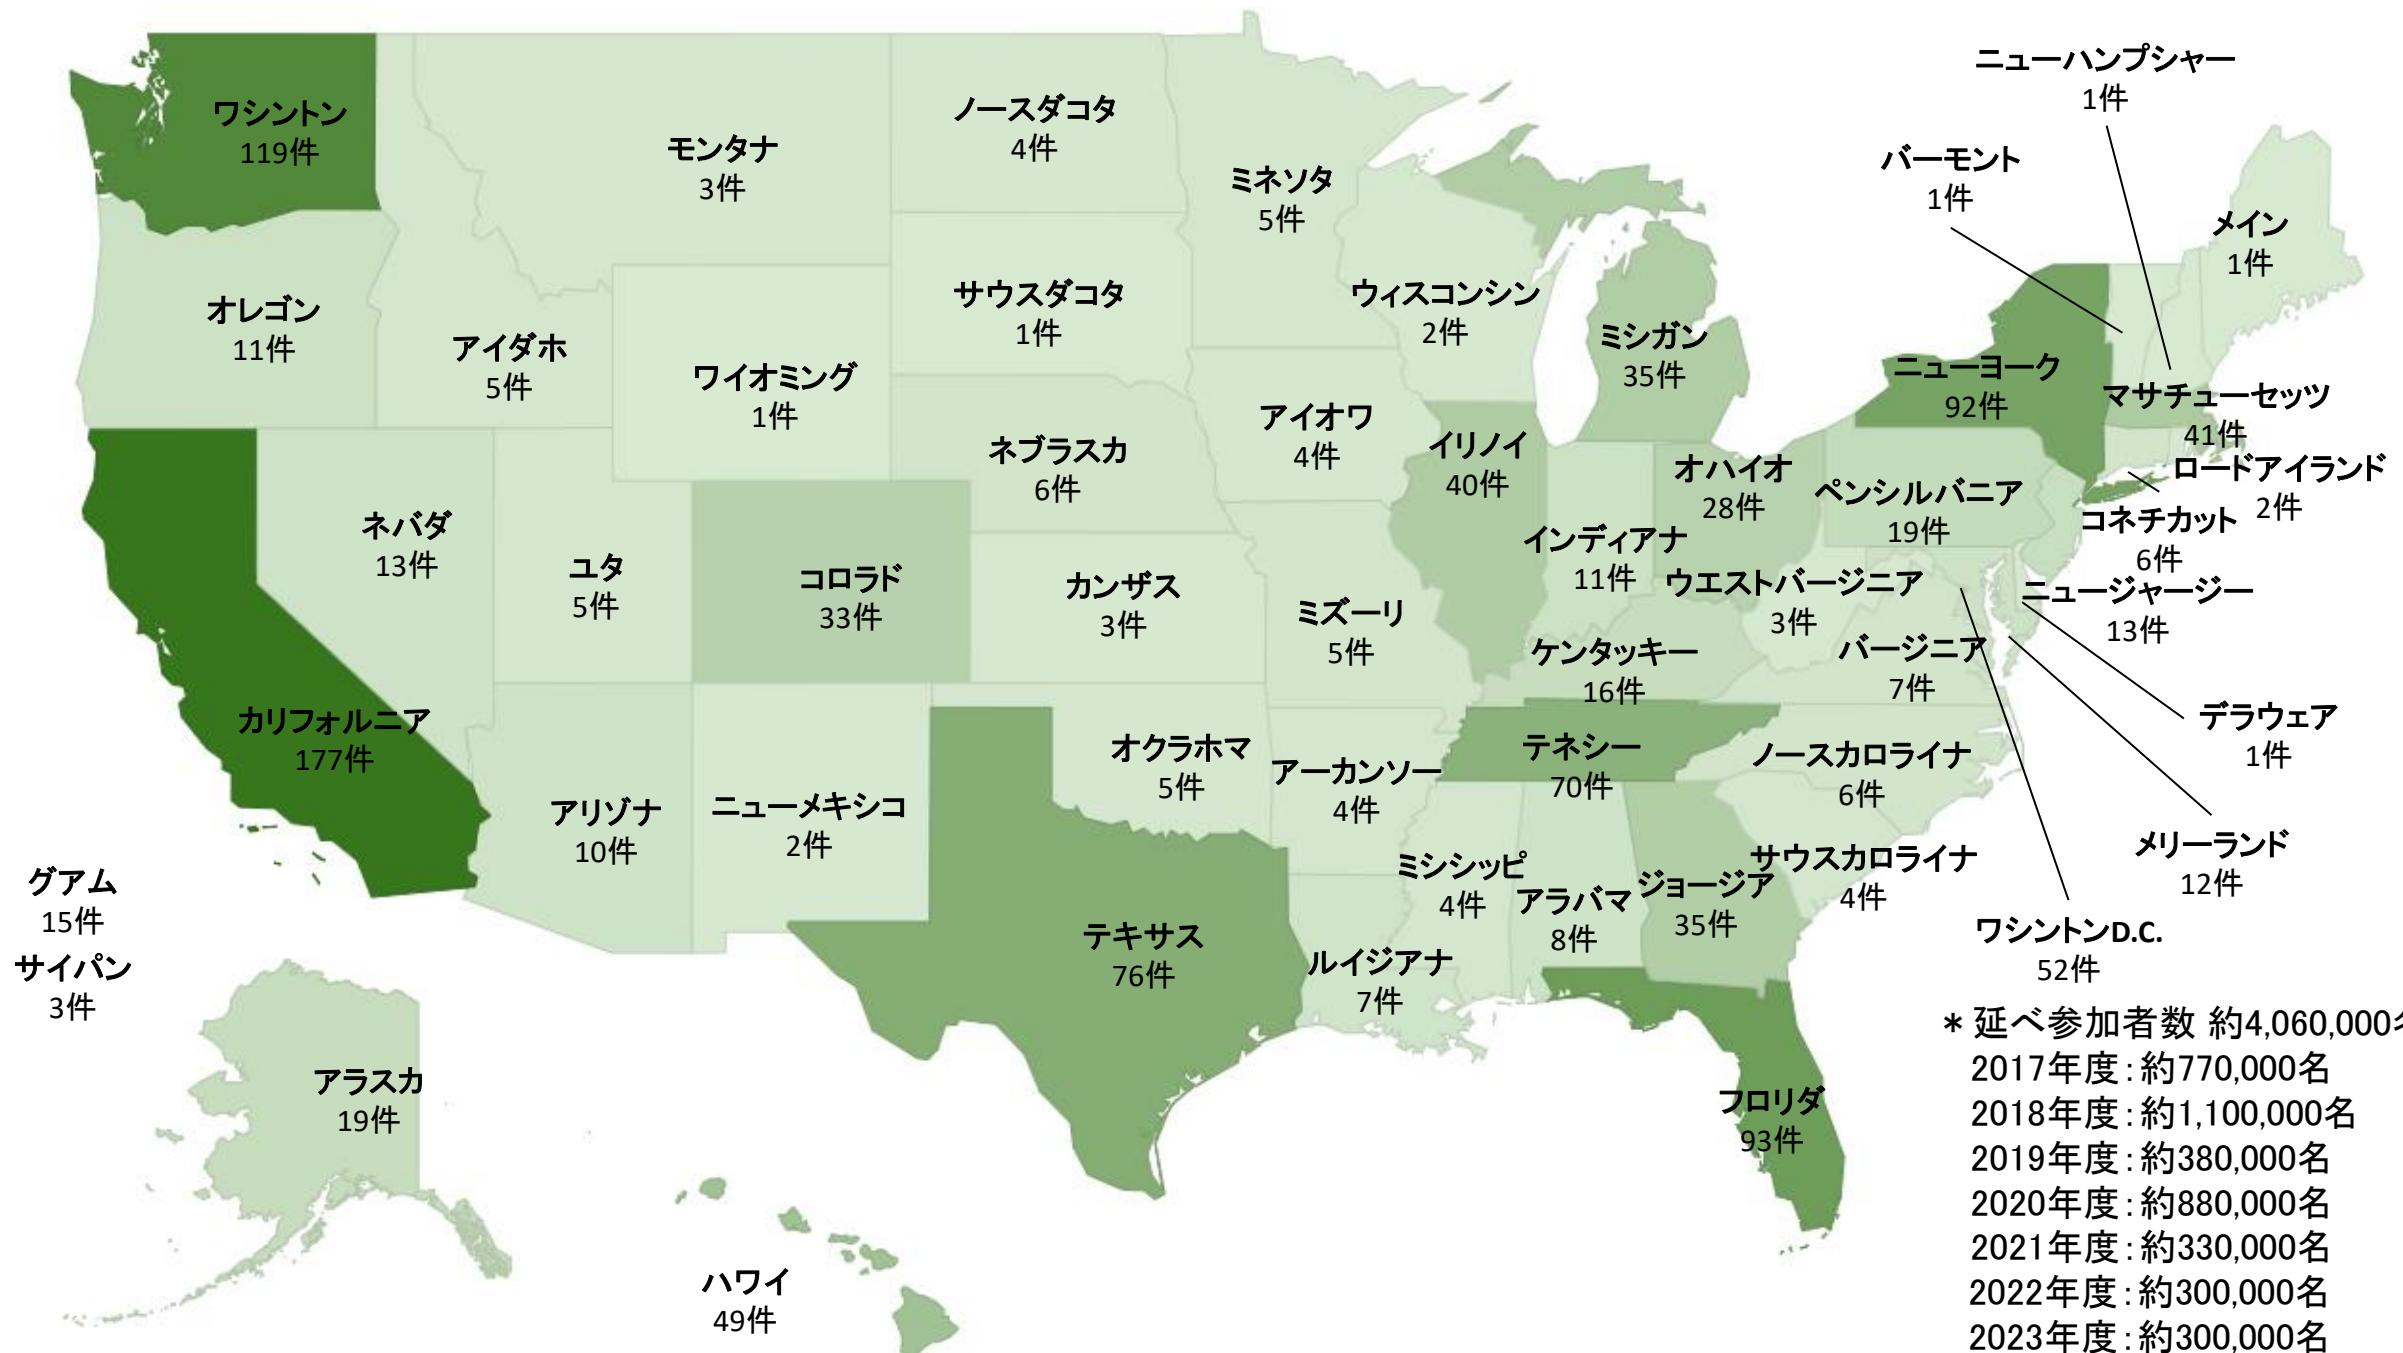 ワシントン
119件
モンタナ
3件
ノースダコタ
4件
ミネソタ
5件
ニューハンプシャー
1件
バーモント
1件
メイン
1件
オレゴン
11件
アイダホ
5件
ワイオミング
1件
サウスダコタ
1件
ウィスコンシン
2件
ミシガン
35件
ニューヨーク
92件
マサチューセッツ
41件
ロードアイランド
2件
コネチカット
6件
ニュージャージー
13件
ネバダ
13件
ユタ
5件
コロラド
33件
ネブラスカ
6件
アイオワ
4件
イリノイ
40件
インディアナ
11件
オハイオ
28件
ペンシルバニア
19件
ウエストバージニア
3件
カンザス
3件
ミズーリ
5件
ケンタッキー
16件
バージニア
7件
デラウェア
1件
メリーランド
12件
ワシントンD.C.
52件
カリフォルニア
177件
アリゾナ
10件
ニューメキシコ
2件
オクラホマ
5件
アーカンソー
4件
テネシー
70件
ノースカロライナ
6件
サウスカロライナ
4件
テキサス
76件
ルイジアナ
7件
ミシシッピ
4件
アラバマ
8件
ジョージア
35件
フロリダ
93件
グアム
15件
サイパン
3件
アラスカ
19件
ハワイ
49件
＊延べ参加者数 約4,060,000名
2017年度：約770,000名
2018年度：約1,100,000名
2019年度：約380,000名
2020年度：約880,000名
2021年度：約330,000名
2022年度：約300,000名
2023年度：約300,000名